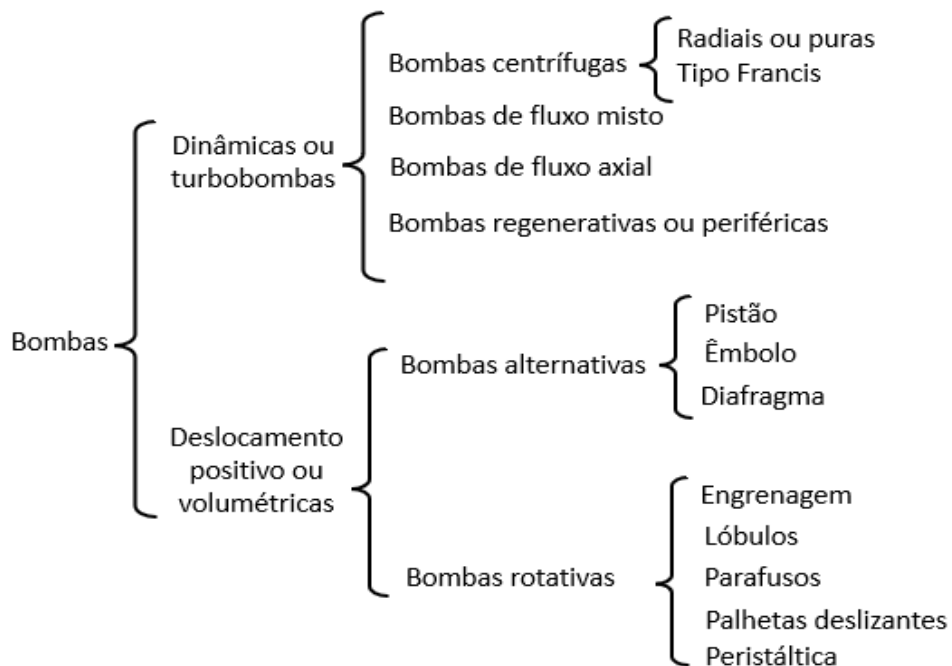 Bombas
Dinâmicas ou
turbobombas
Bombas centrífugas
Radiais ou puras
Tipo Francis
Bombas de fluxo misto
Bombas de fluxo axial
Bombas regenerativas ou periféricas
Deslocamento
positivo ou
volumétricas
Bombas alternativas
Pistão
Êmbolo
Diafragma
Bombas rotativas
Engrenagem
Lóbulos
Parafusos
Palhetas deslizantes
Peristáltica